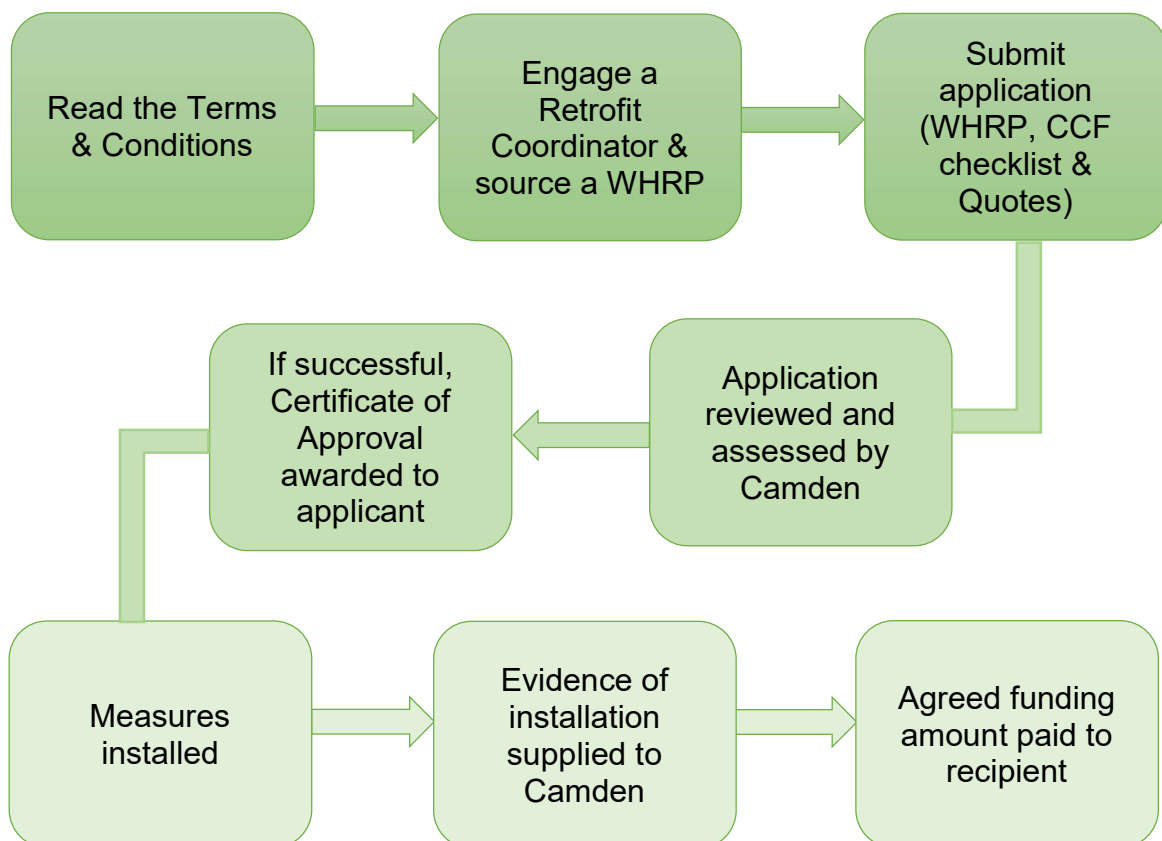 Read the Terms
& Conditions
Engage a
Retrofit
Coordinator &
source a WHRP
Submit
application
(WHRP, CCF
checklist &
Quotes)
Application
reviewed and
assessed by
Camden
If successful,
Certificate of
Approval
awarded to
applicant
Measures
installed
Evidence of
installation
supplied to
Camden
Agreed funding
amount paid to
recipient